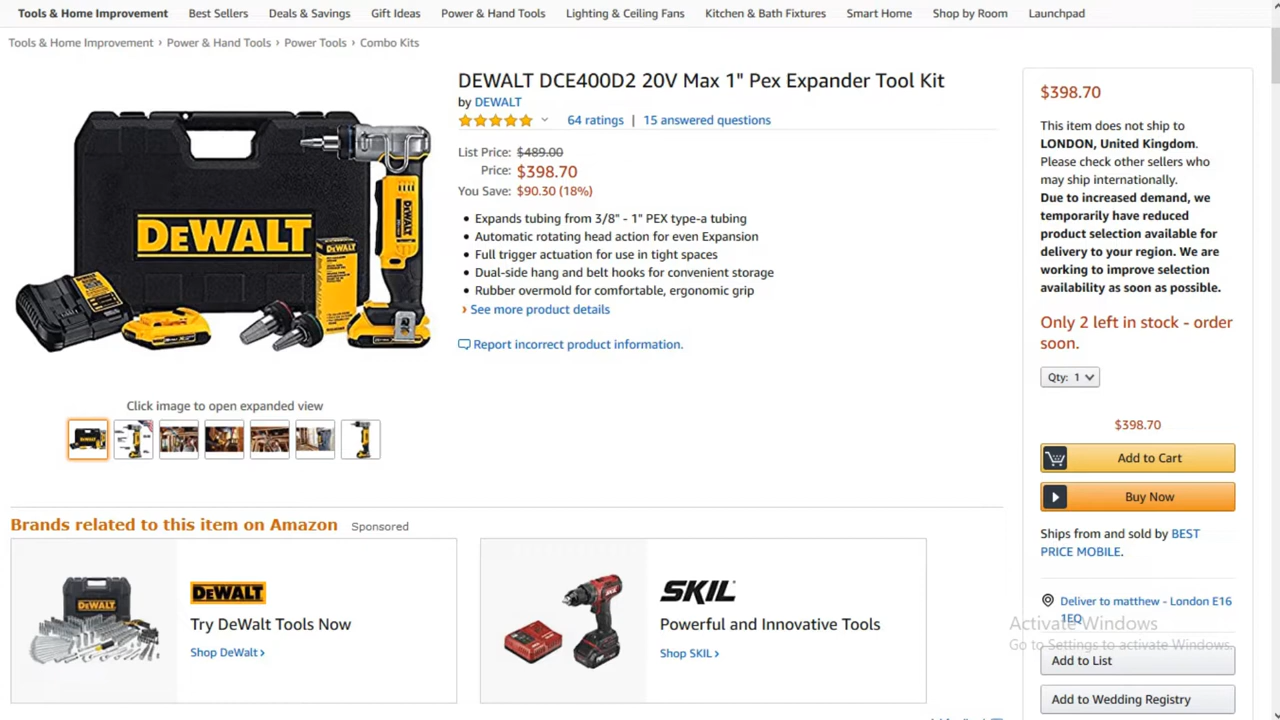 Tools & Home Improvement Best Sellers Deals & Savings Gift Ideas Power & Hand Tools Lighting & Ceiling Fans Kitchen & Bath Fixtures Smart Home Shop by Room Launchpad
Tools & Home Improvement › Power & Hand Tools › Power Tools › Combo Kits
DEWALT
DEWALT
Click image to open expanded view
DEWALT DCE400D2 20V Max 1" Pex Expander Tool Kit
by DEWALT
64 ratings | 15 answered questions
List Price: $489.00
Price: $398.70
You Save: $90.30 (18%)
• Expands tubing from 3/8" - 1" PEX type-a tubing
• Automatic rotating head action for even Expansion
• Full trigger actuation for use in tight spaces
• Dual-side hang and belt hooks for convenient storage
• Rubber overmold for comfortable, ergonomic grip
› See more product details
Report incorrect product information.
$398.70
This item does not ship to
LONDON, United Kingdom.
Please check other sellers who
may ship internationally.
Due to increased demand, we
temporarily have reduced
product selection available for
delivery to your region. We are
working to improve selection
availability as soon as possible.
Only 2 left in stock - order
soon.
Qty: 1
$398.70
Add to Cart
Buy Now
Ships from and sold by BEST
PRICE MOBILE.
Deliver to matthew - London E16
1EQ
Activate Windows
Go to Settings to activate Windows.
Add to List
Add to Wedding Registry
Brands related to this item on Amazon Sponsored
DEWALT
DEWALT
Try DeWalt Tools Now
Shop DeWalt ›
SKIL
Powerful and Innovative Tools
Shop SKIL ›